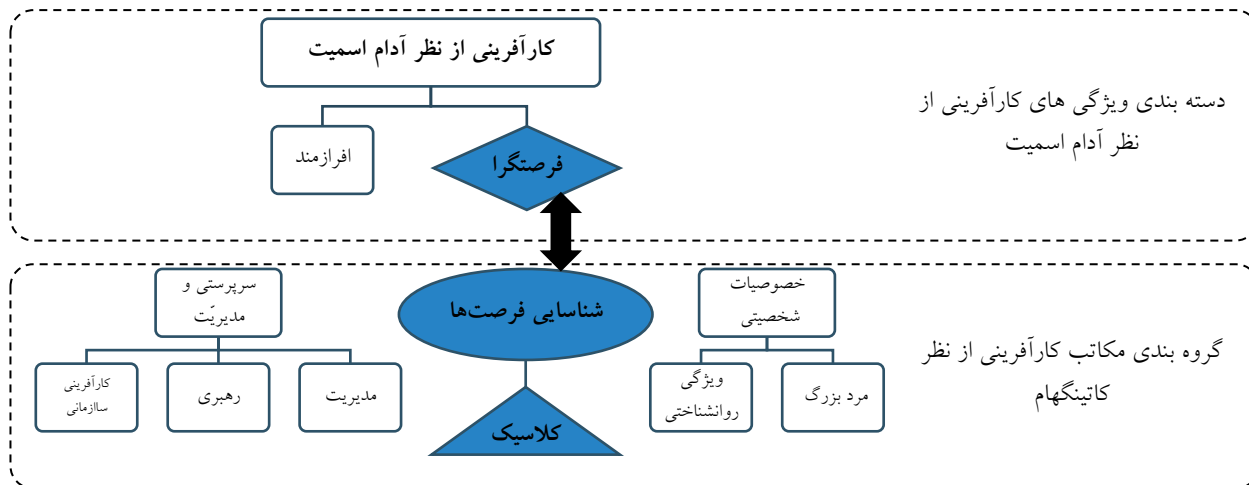 کارآفرینی از نظر آدام اسمیت
دسته بندی ویژگی های کارآفرینی از
نظر آدام اسمیت
فرصتگرا
افرازمند
خصوصیات
شخصیتی
شناسایی فرصت‌ها
سرپرستی و
مدیریّت
گروه بندی مکاتب کارآفرینی از نظر
کاتینگهام
مرد بزرگ
ویژگی
روانشناختی
کلاسیک
مدیریت
رهبری
کارآفرینی
ساازمانی